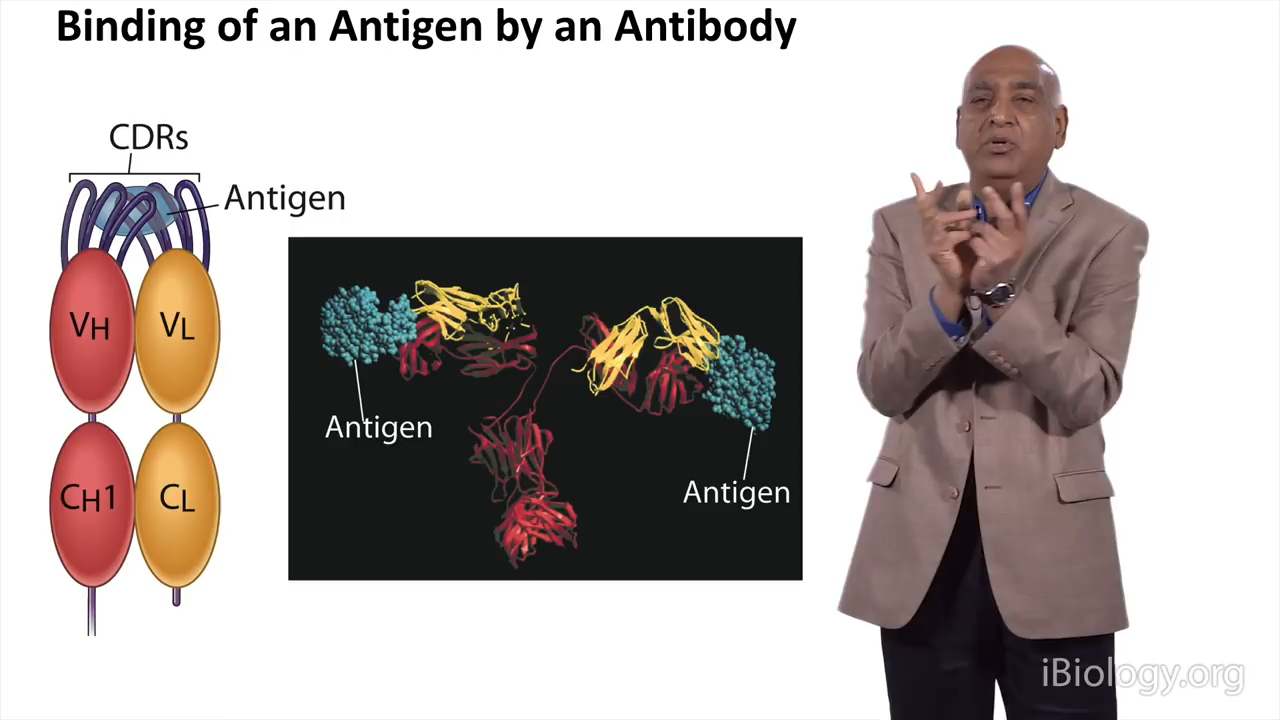 Binding of an Antigen by an Antibody
CDRs
Antigen
VH
VL
CH1
CL
Antigen
Antigen
iBiology.org